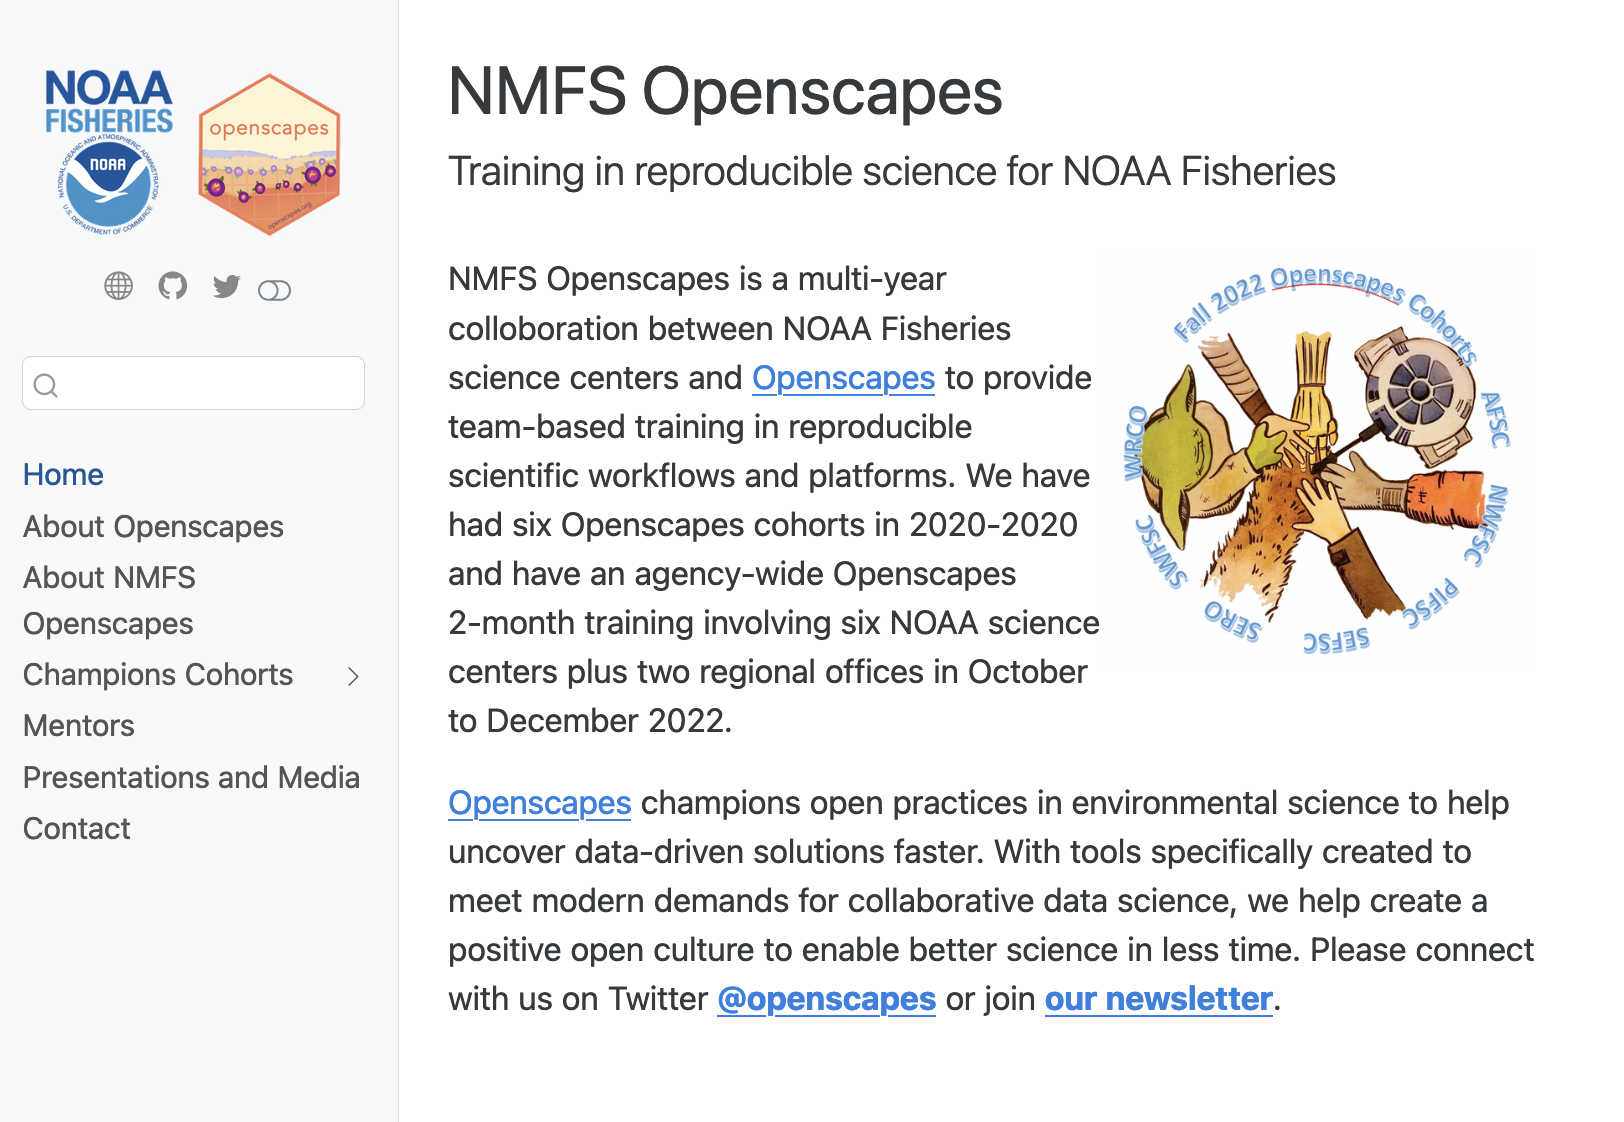 NOAA
FISHERIES
NATIONAL OCEANIC AND ATMOSPHERIC ADMINISTRATION
NOAA
U.S. DEPARTMENT OF COMMERCE
openscapes
openscapes.org
Home
About Openscapes
About NMFS
Openscapes
Champions Cohorts
Mentors
Presentations and Media
Contact
NMFS Openscapes
Training in reproducible science for NOAA Fisheries
NMFS Openscapes is a multi-year
colloboration between NOAA Fisheries
science centers and Openscapes to provide
team-based training in reproducible
scientific workflows and platforms. We have
had six Openscapes cohorts in 2020-2020
and have an agency-wide Openscapes
2-month training involving six NOAA science
centers plus two regional offices in October
to December 2022.
Fall 2022 Openscapes Cohorts
AFSC
NWFSC
PIFSC
SEFSC
SERO
SWFSC
WRCO
Openscapes champions open practices in environmental science to help
uncover data-driven solutions faster. With tools specifically created to
meet modern demands for collaborative data science, we help create a
positive open culture to enable better science in less time. Please connect
with us on Twitter @openscapes or join our newsletter.